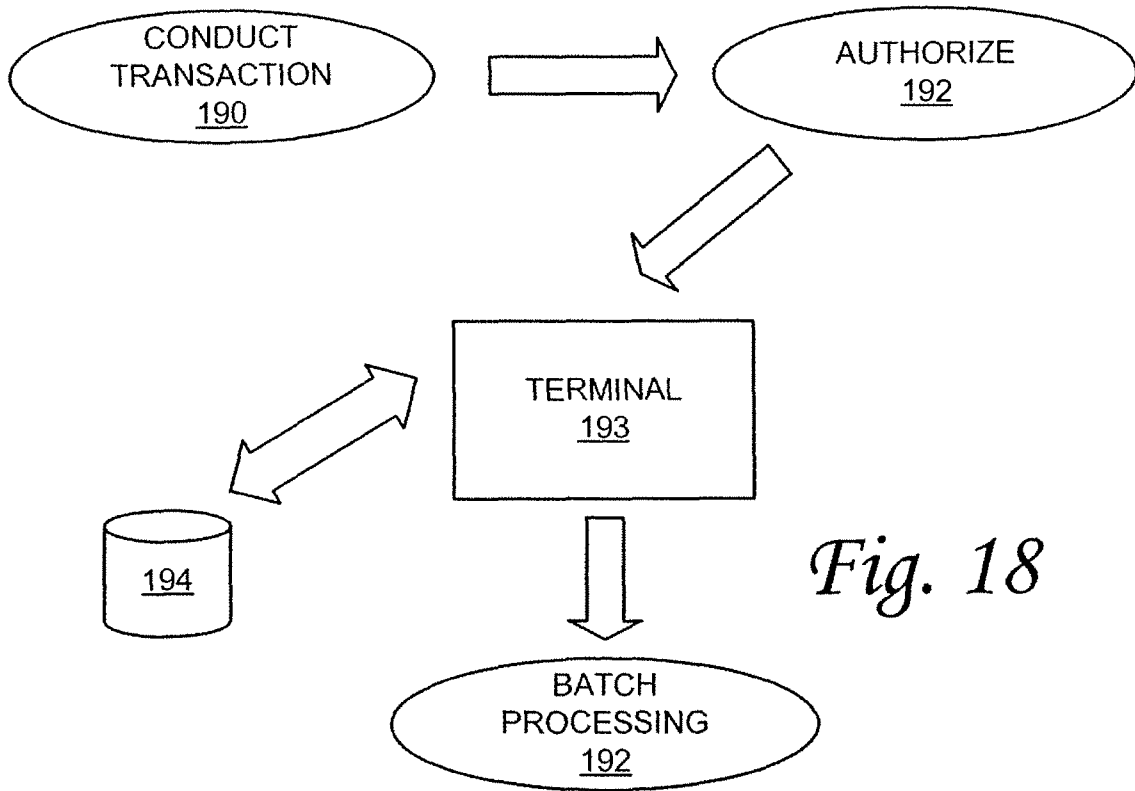 CONDUCT
TRANSACTION
190
AUTHORIZE
192
TERMINAL
193
194
Fig. 18
BATCH
PROCESSING
192